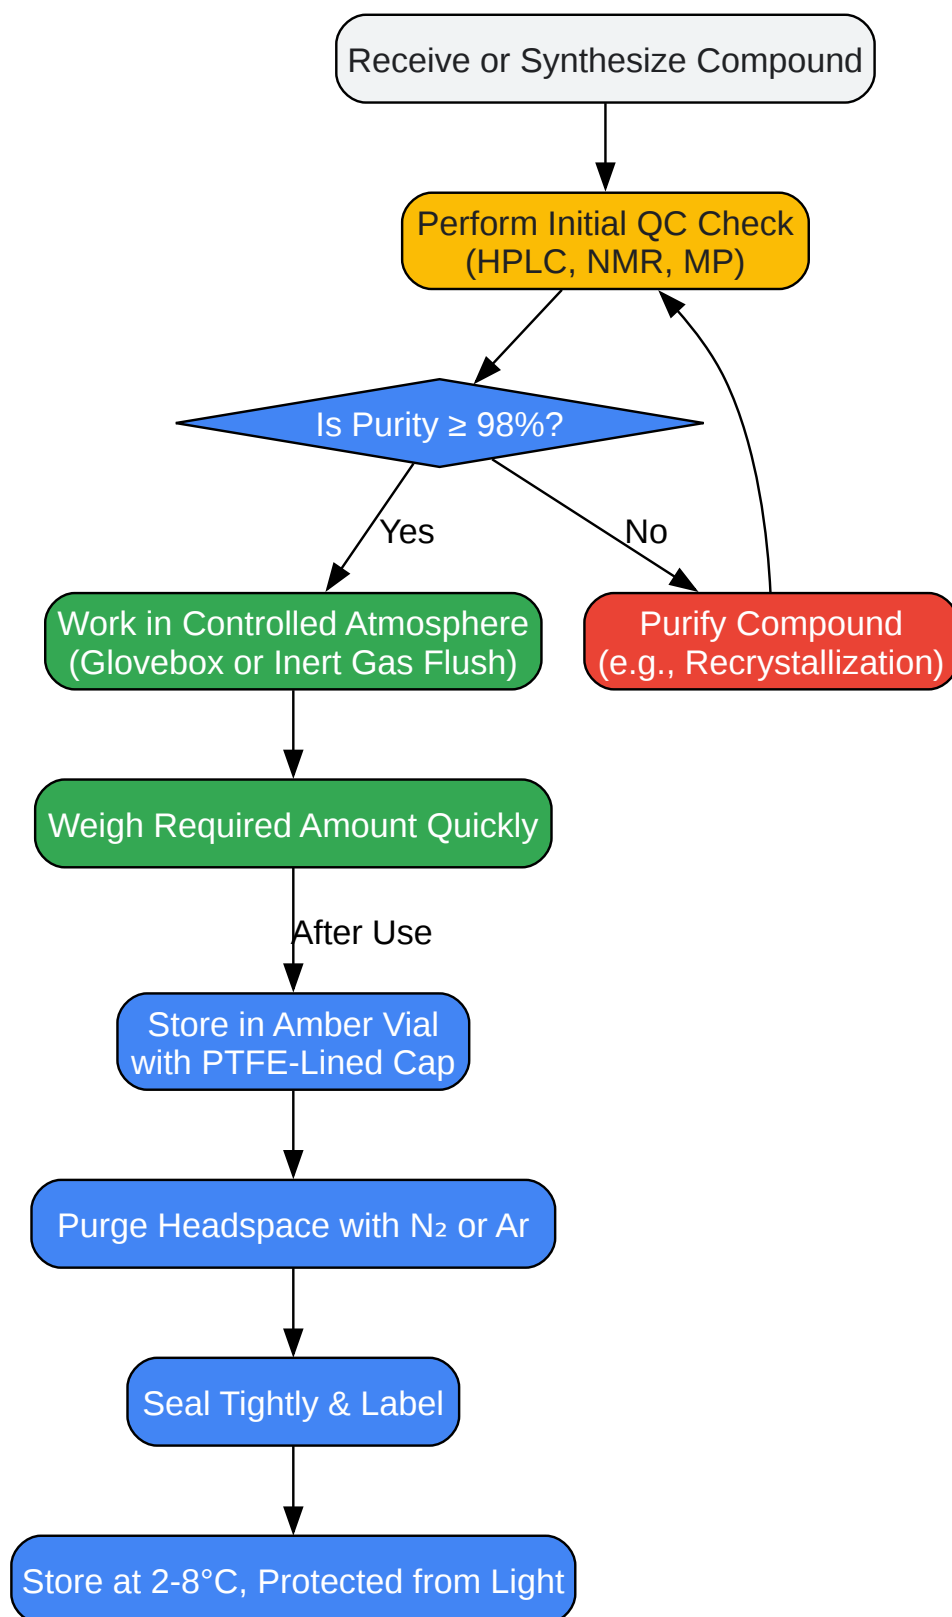 Receive or Synthesize Compound
Perform Initial QC Check
(HPLC, NMR, MP)
Is Purity ≥ 98%?
Yes
No
Work in Controlled Atmosphere
(Glovebox or Inert Gas Flush)
Purify Compound
(e.g., Recrystallization)
Weigh Required Amount Quickly
After Use
Store in Amber Vial
with PTFE-Lined Cap
Purge Headspace with N₂ or Ar
Seal Tightly & Label
Store at 2-8°C, Protected from Light